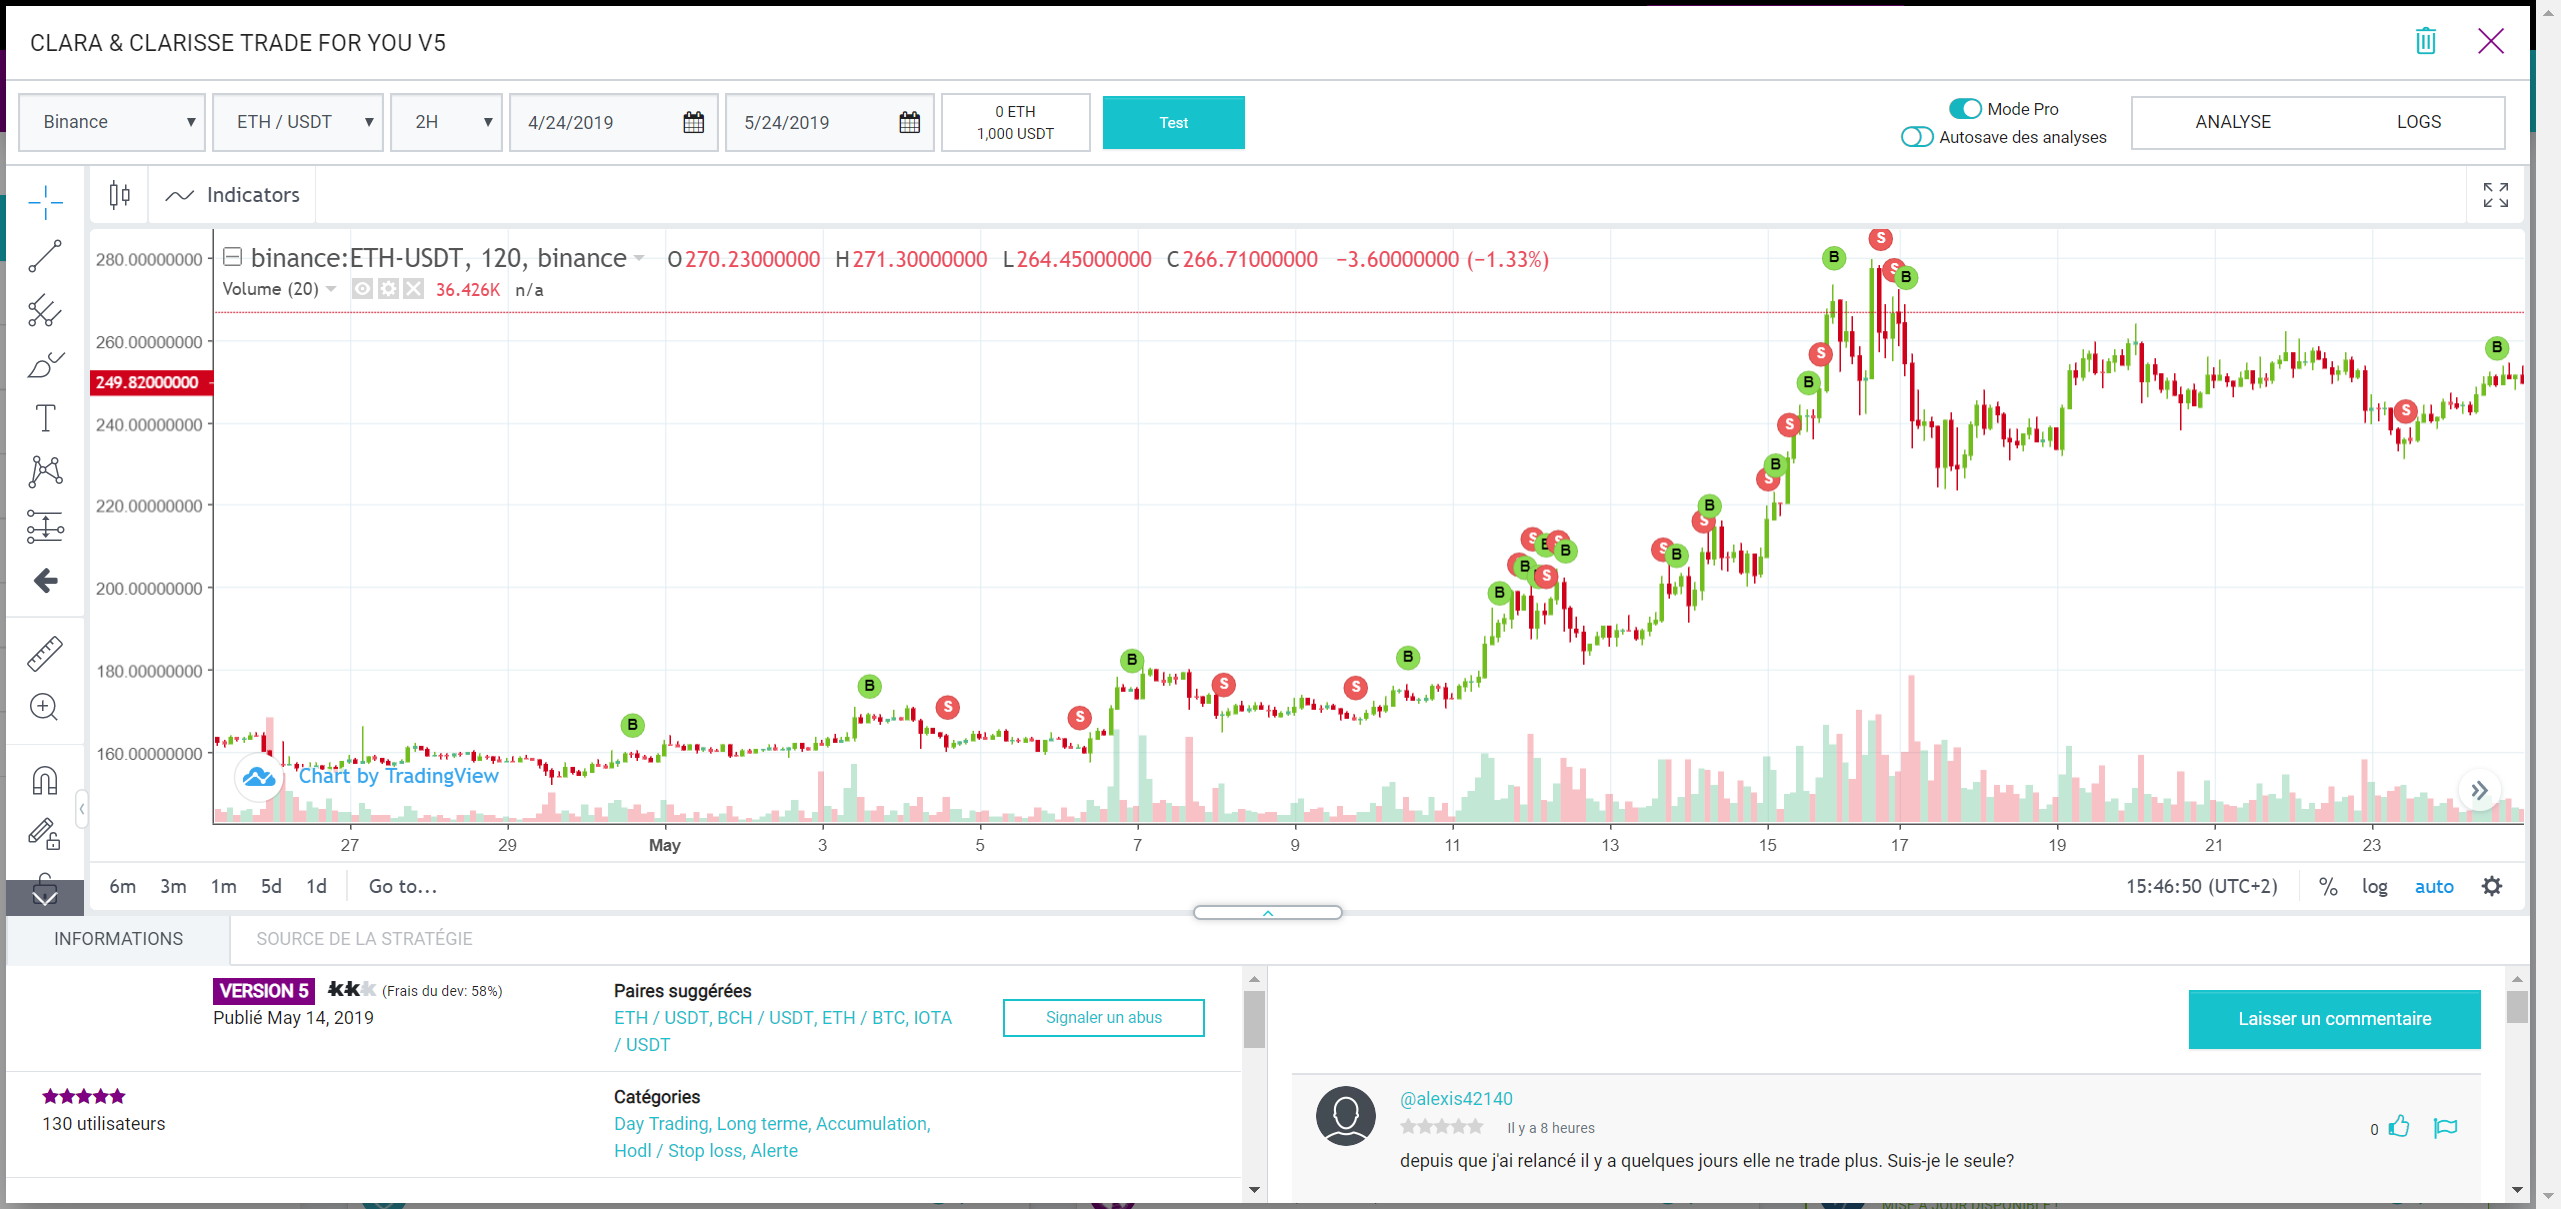 CLARA & CLARISSE TRADE FOR YOU V5
Binance ETH / USDT 2H 4/24/2019 5/24/2019
0 ETH
1,000 USDT
Test
Mode Pro
Autosave des analyses
ANALYSE LOGS
Indicators
binance:ETH-USDT, 120, binance O270.23000000 H271.30000000 L264.45000000 C266.71000000 −3.60000000 (−1.33%)
Volume (20) 36.426K n/a
280.00000000
260.00000000
249.82000000
240.00000000
220.00000000
200.00000000
180.00000000
160.00000000
Chart by TradingView
27 29 May 3 5 7 9 11 13 15 17 19 21 23
6m 3m 1m 5d 1d Go to... 15:46:50 (UTC+2) % log auto
INFORMATIONS SOURCE DE LA STRATÉGIE
VERSION 5 (Frais du dev: 58%)
Publié May 14, 2019
Paires suggérées
ETH / USDT, BCH / USDT, ETH / BTC, IOTA
/ USDT
Signaler un abus
130 utilisateurs
Catégories
Day Trading, Long terme, Accumulation,
Hodl / Stop loss, Alerte
Laisser un commentaire
@alexis42140
Il y a 8 heures
0
depuis que j'ai relancé il y a quelques jours elle ne trade plus. Suis-je le seule?